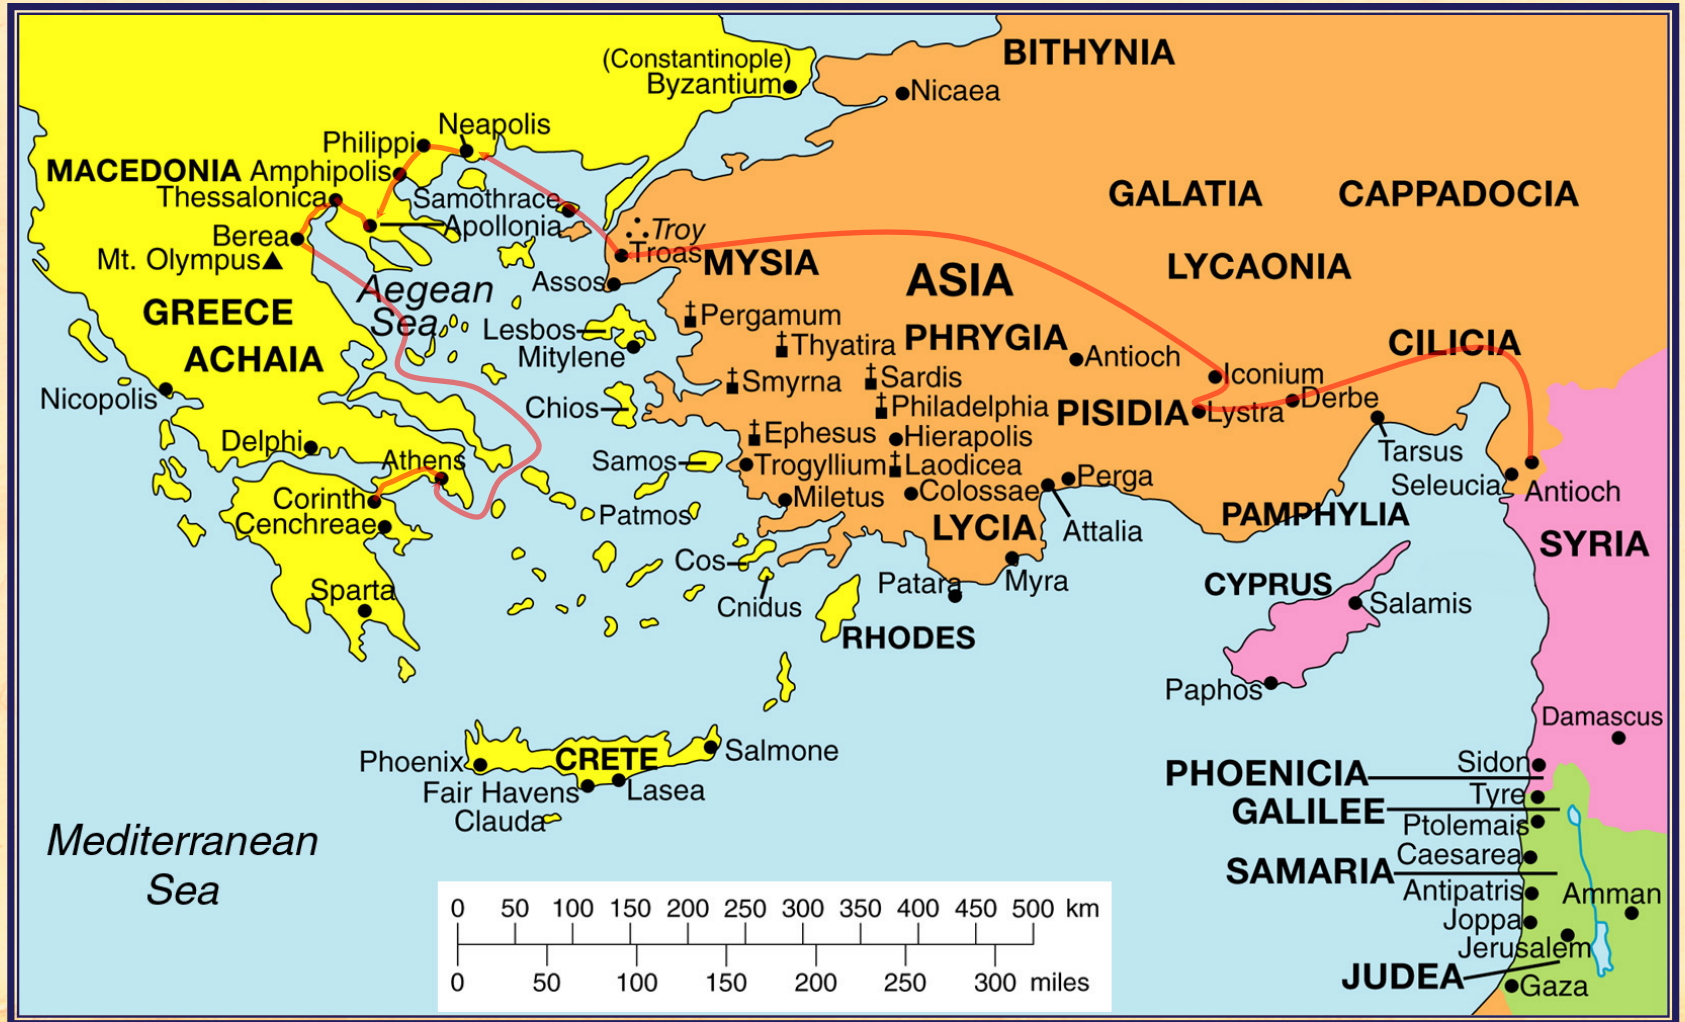 (Constantinople)
Byzantium
BITHYNIA
Nicaea
Neapolis
Philippi
MACEDONIA
Amphipolis
Thessalonica
Samothrace
Apollonia
GALATIA
CAPPADOCIA
Berea
Mt. Olympus
Troy
Troas
MYSIA
LYCAONIA
Assos
ASIA
Aegean
Sea
GREECE
ACHAIA
Pergamum
Lesbos
Mitylene
Thyatira
PHRYGIA
Antioch
CILICIA
Nicopolis
Smyrna
Sardis
Iconium
Chios
Philadelphia
PISIDIA
Lystra
Derbe
Delphi
Athens
Ephesus
Hierapolis
Tarsus
Samos
Trogyllium
Laodicea
Perga
Seleucia
Antioch
Corinth
Cenchreae
Patmos
Miletus
Colossae
Attalia
PAMPHYLIA
LYCIA
SYRIA
Cos
Cnidus
Patara
Myra
CYPRUS
Salamis
Sparta
RHODES
Paphos
Damascus
Phoenix
CRETE
Salmone
Fair Havens
Lasea
Clauda
PHOENICIA
Sidon
Tyre
GALILEE
Ptolemais
Caesarea
SAMARIA
Antipatris
Amman
Joppa
Jerusalem
JUDEA
Gaza
Mediterranean
Sea
0 50 100 150 200 250 300 350 400 450 500 km
0 50 100 150 200 250 300 miles